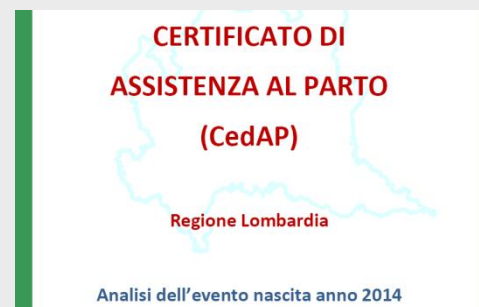 CERTIFICATO DI
ASSISTENZA AL PARTO
(CedAP)
Regione Lombardia
Analisi dell'evento nascita anno 2014